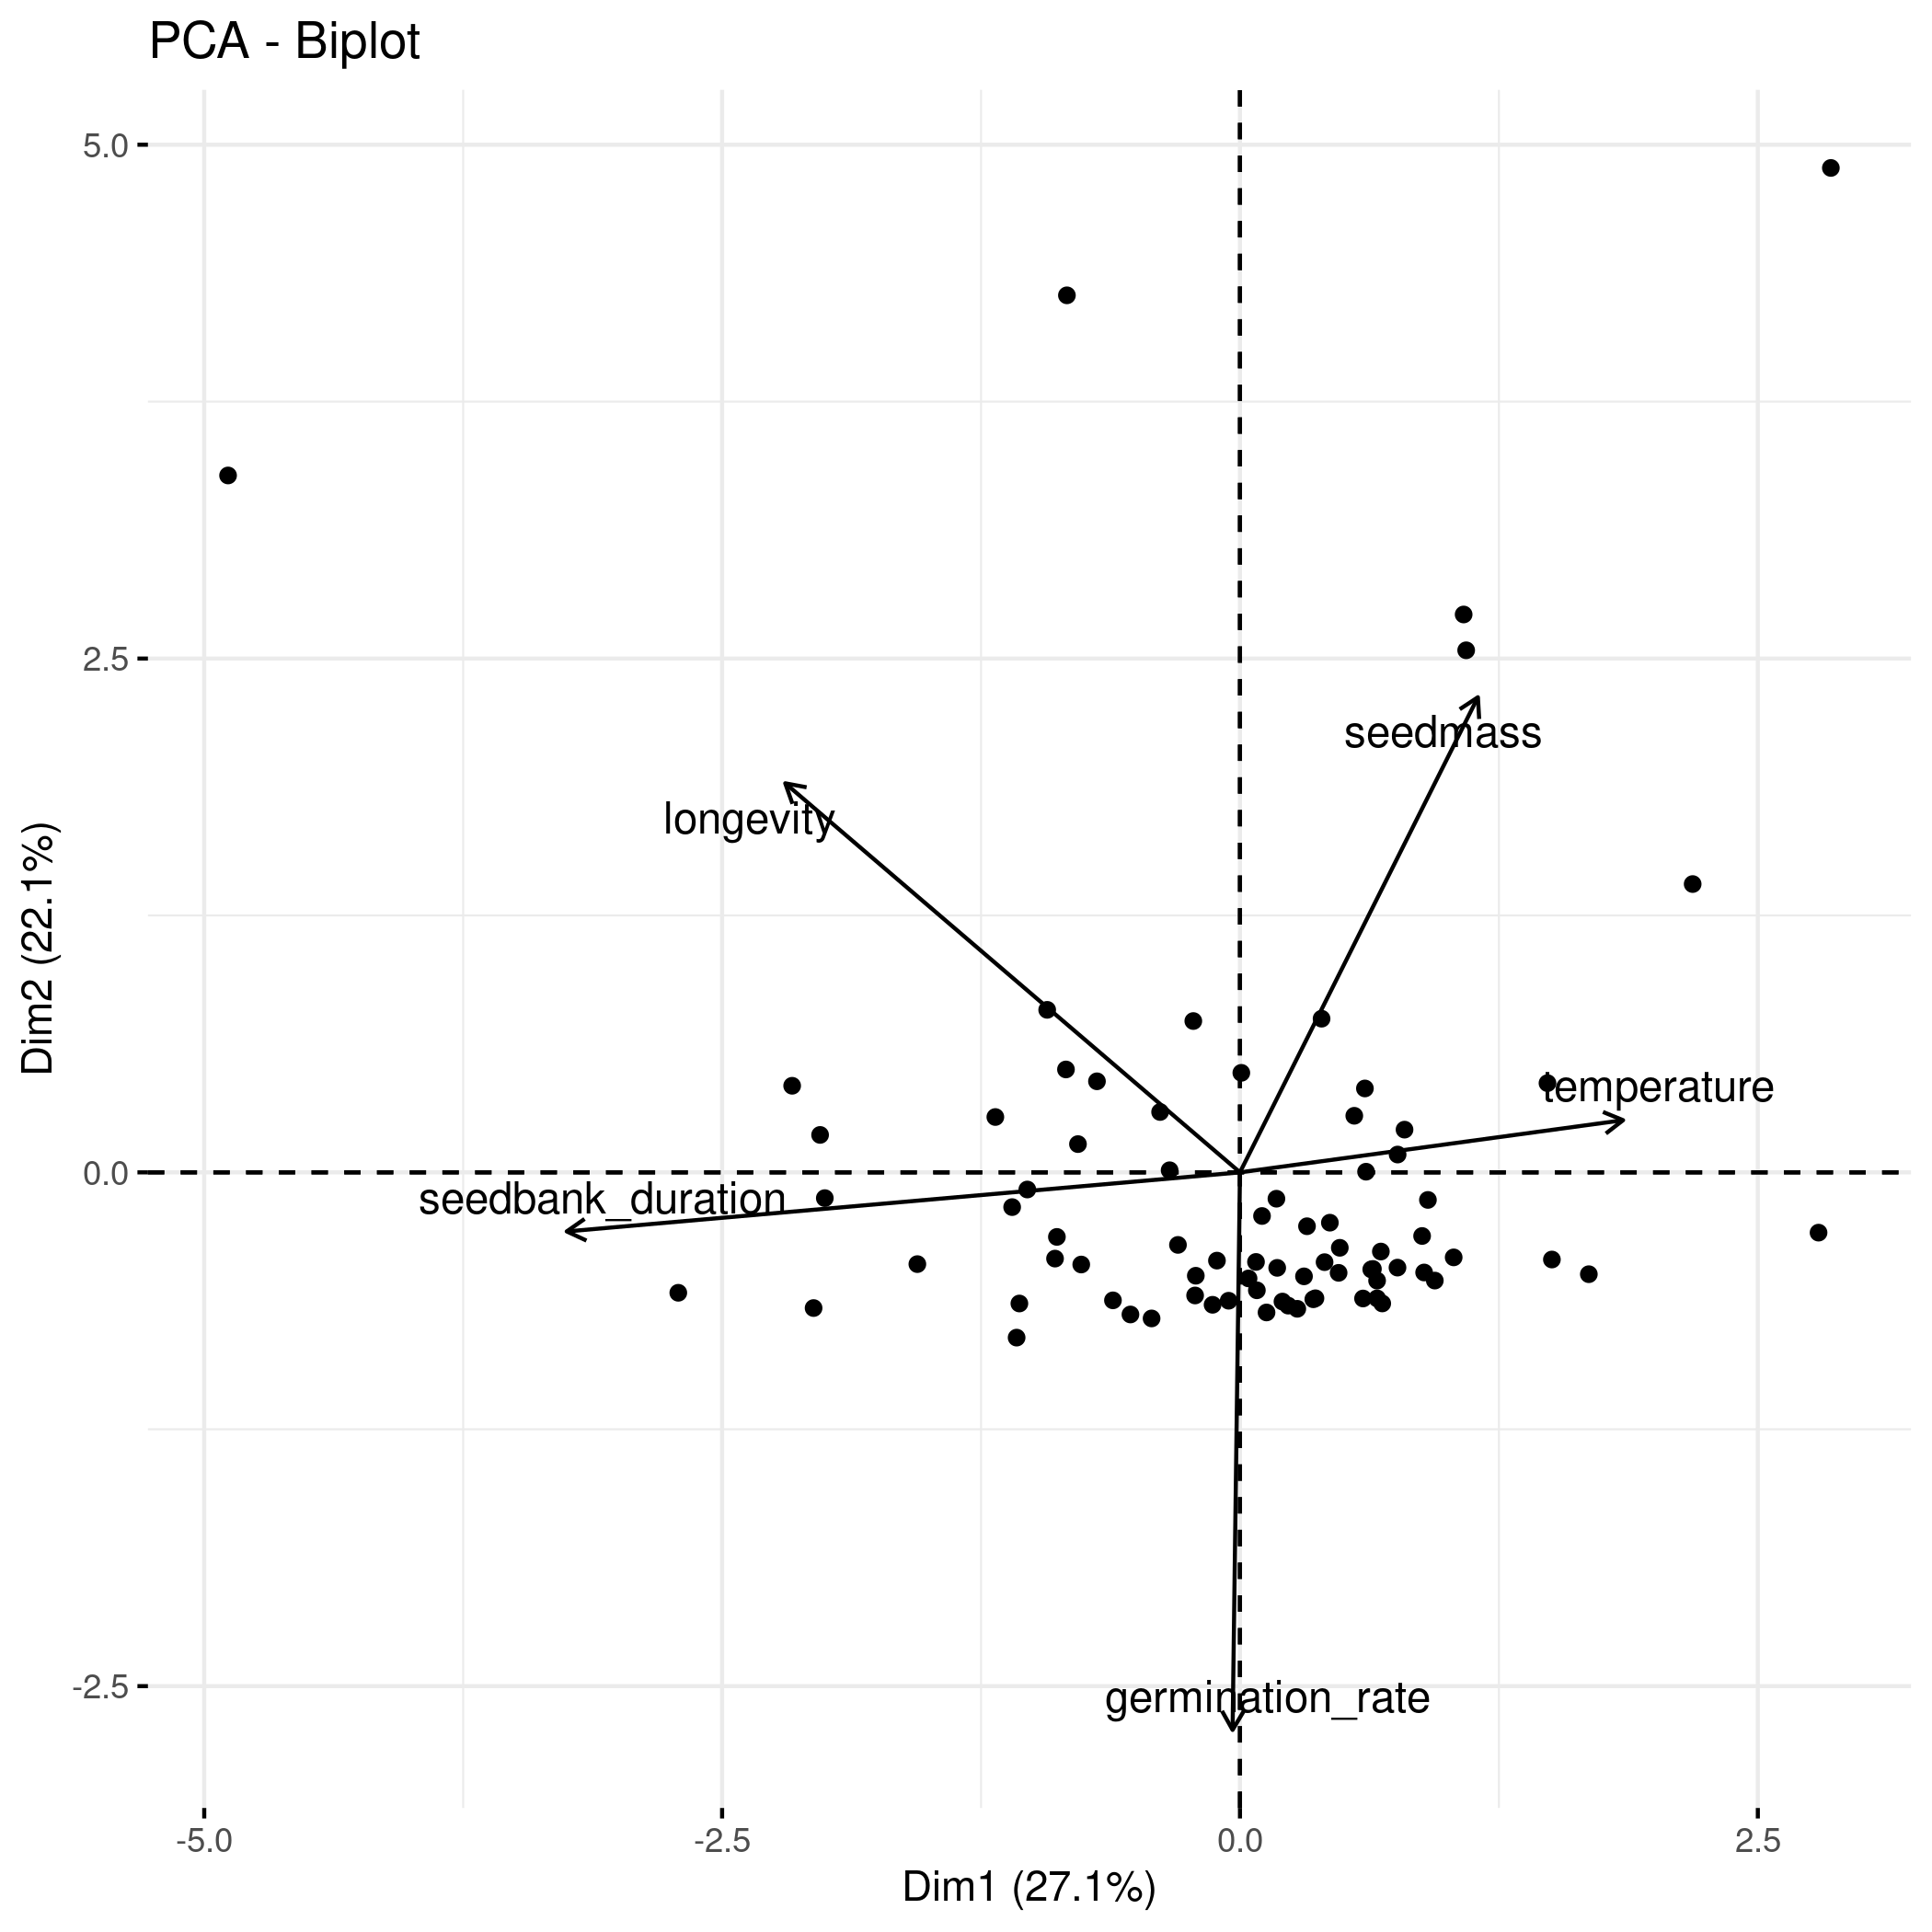 PCA - Biplot
5.0
2.5
0.0
-2.5
Dim2 (22.1%)
seedmass
longevity
temperature
seedbank_duration
germination_rate
-5.0
-2.5
0.0
2.5
Dim1 (27.1%)